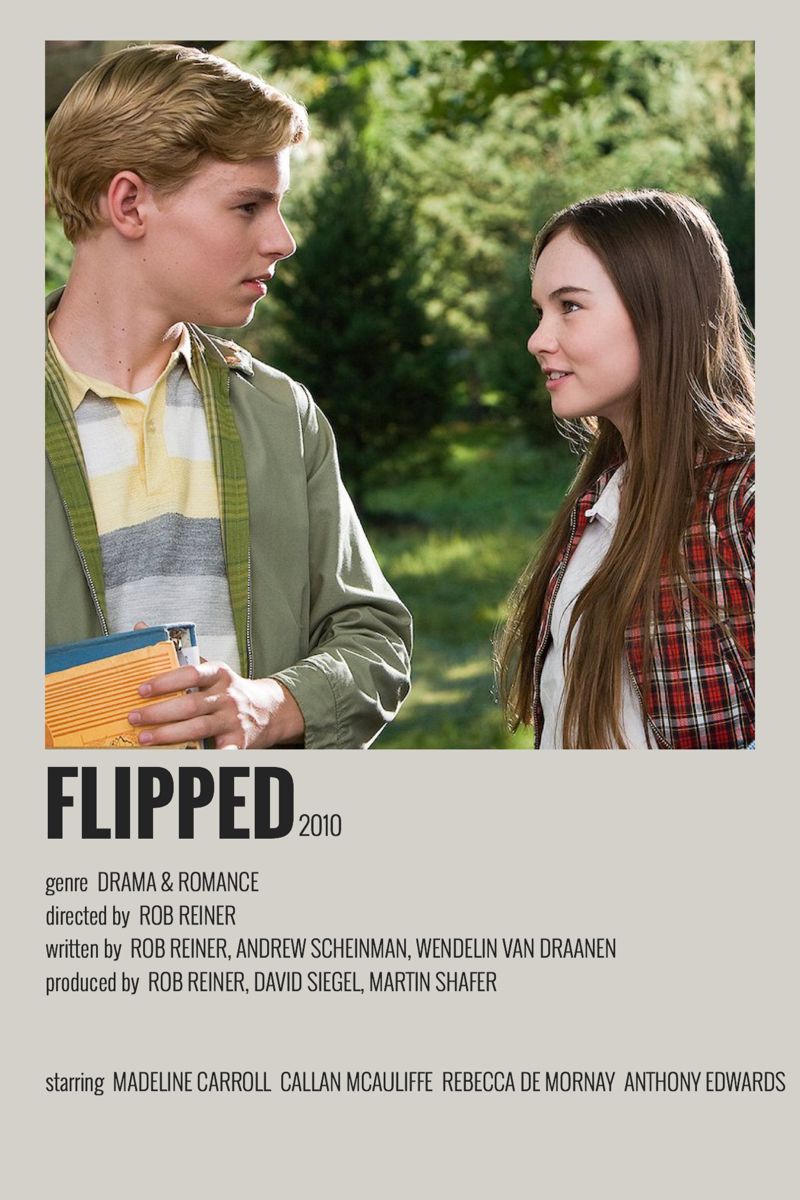 FLIPPED 2010
genre DRAMA & ROMANCE
directed by ROB REINER
written by ROB REINER, ANDREW SCHEINMAN, WENDELIN VAN DRAANEN
produced by ROB REINER, DAVID SIEGEL, MARTIN SHAFER
starring MADELINE CARROLL CALLAN MCAULIFFE REBECCA DE MORNAY ANTHONY EDWARDS